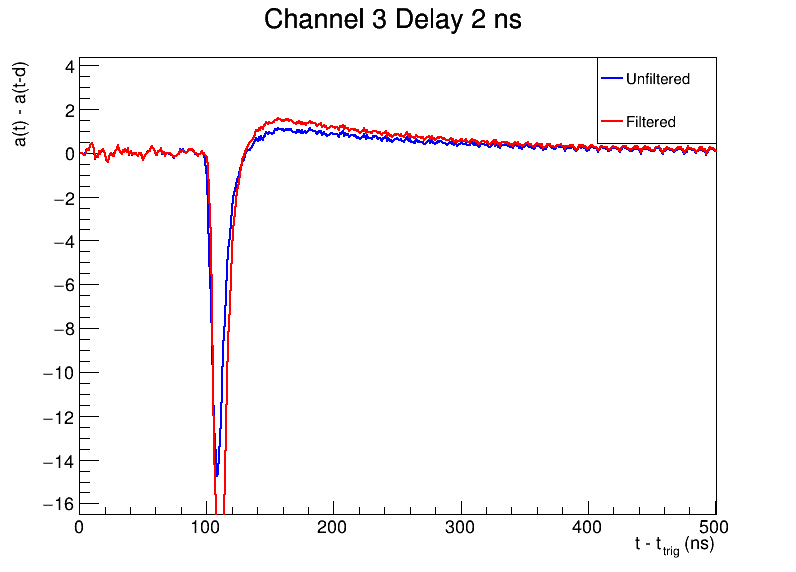 Channel 3 Delay 2 ns
a(t) - a(t-d)
4
2
0
−2
−4
−6
−8
−10
−12
−14
−16
Unfiltered
Filtered
0 100 200 300 400 500
t - t_trig (ns)